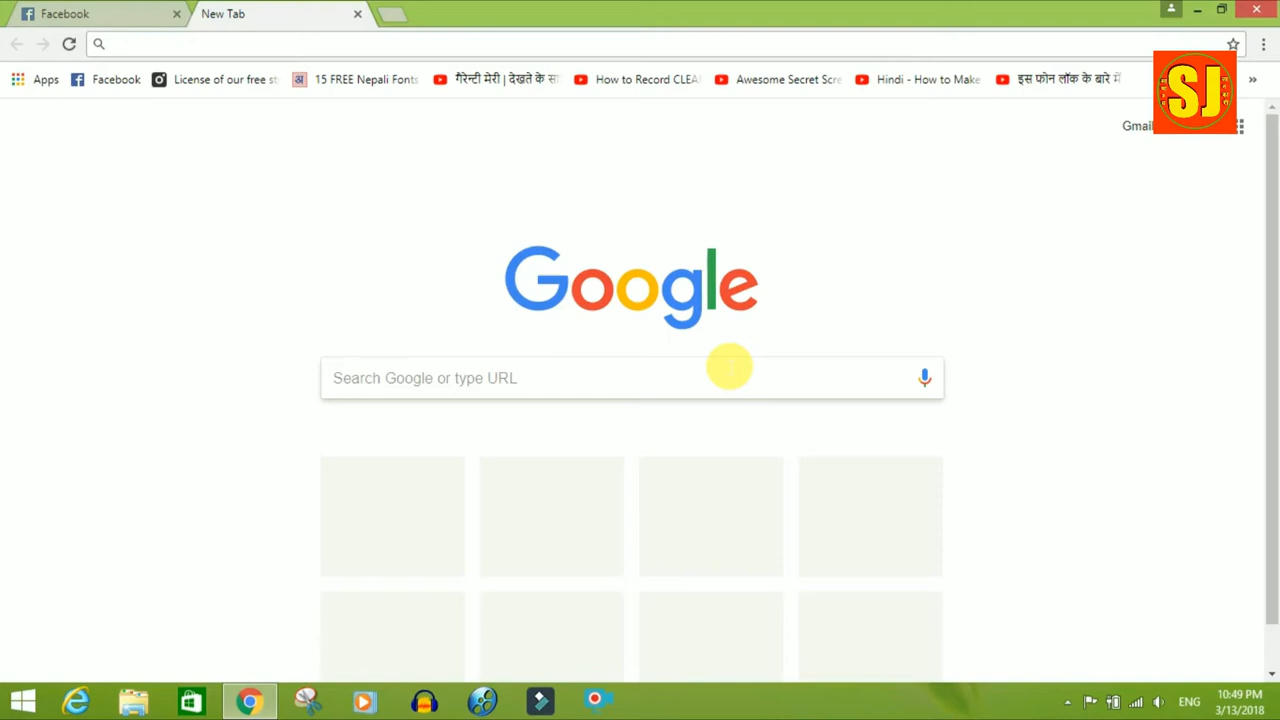 Facebook
New Tab
Apps
Facebook
License of our free st
अ
15 FREE Nepali Fonts
गैरेन्टी मेरी | देखते के सा
How to Record CLEA
Awesome Secret Scre
Hindi - How to Make
इस फोन लॉक के बारे में
»
SJ
Gmail
Google
Search Google or type URL
ENG
10:49 PM
3/13/2018